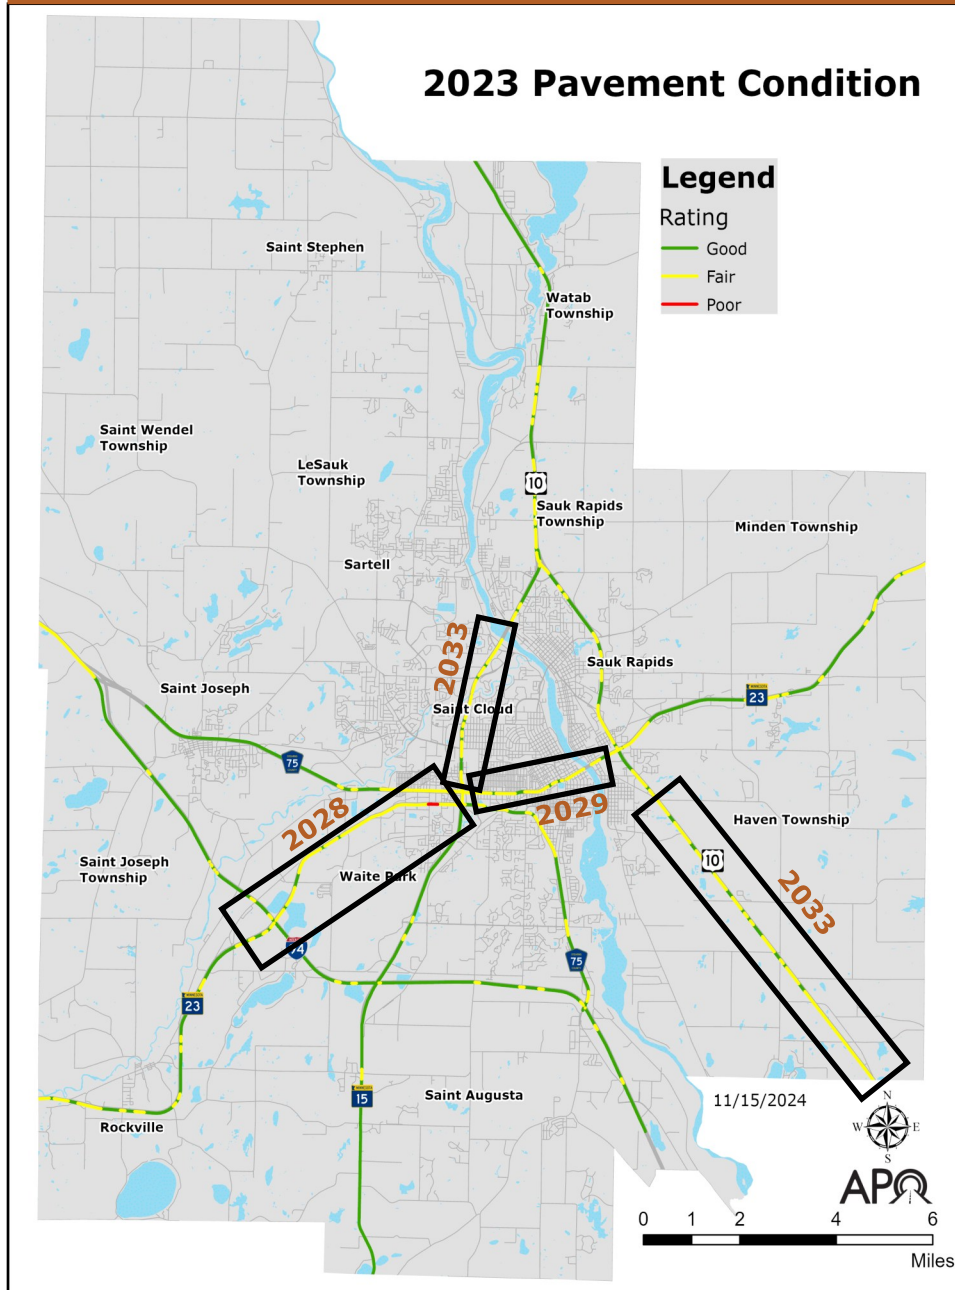 2023 Pavement Condition
Legend
Rating
Good
Fair
Poor
Saint Stephen
Watab
Township
Saint Wendel
Township
LeSauk
Township
10
Sauk Rapids
Township
Minden Township
Sartell
2033
Sauk Rapids
Saint Joseph
23
Saint Cloud
75
2028
2029
Haven Township
Saint Joseph
Township
10
Waite Park
2033
94
75
23
15
Saint Augusta
11/15/2024
Rockville
N
W
E
S
APO
0 1 2 4 6
Miles